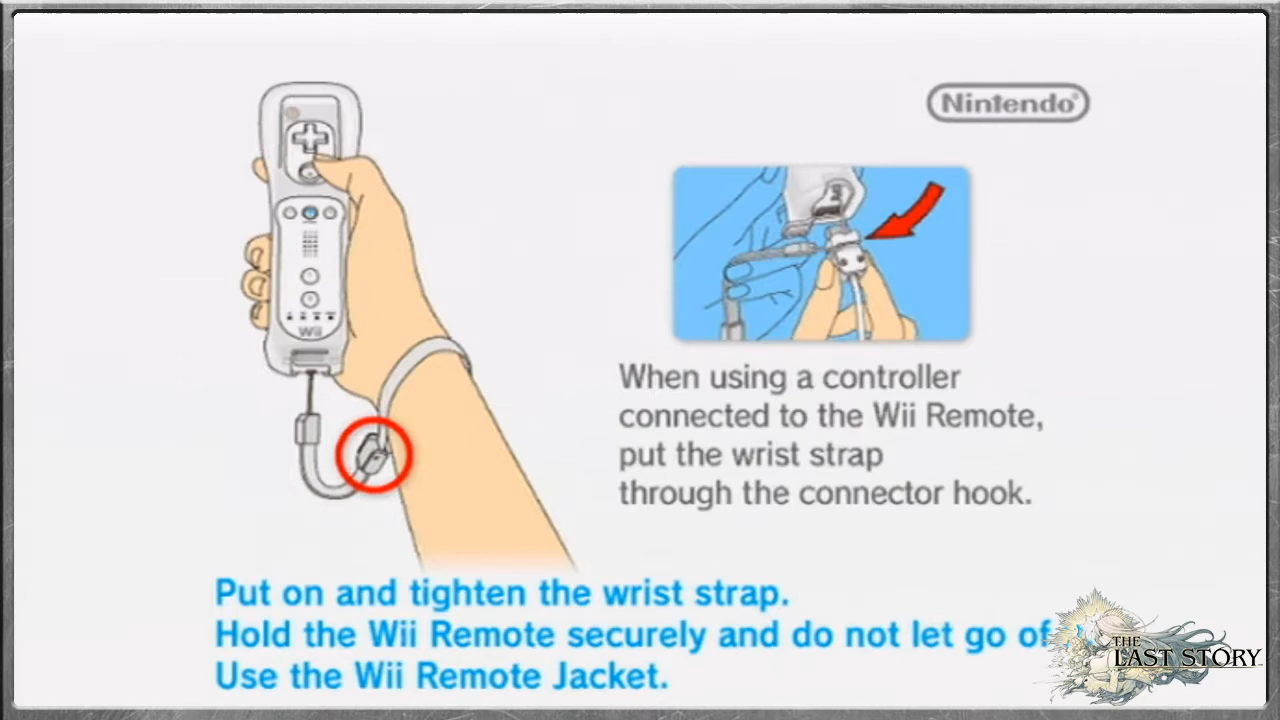 Nintendo®
Wii
When using a controller
connected to the Wii Remote,
put the wrist strap
through the connector hook.
Put on and tighten the wrist strap.
Hold the Wii Remote securely and do not let go of
Use the Wii Remote Jacket.
THE
LAST STORY